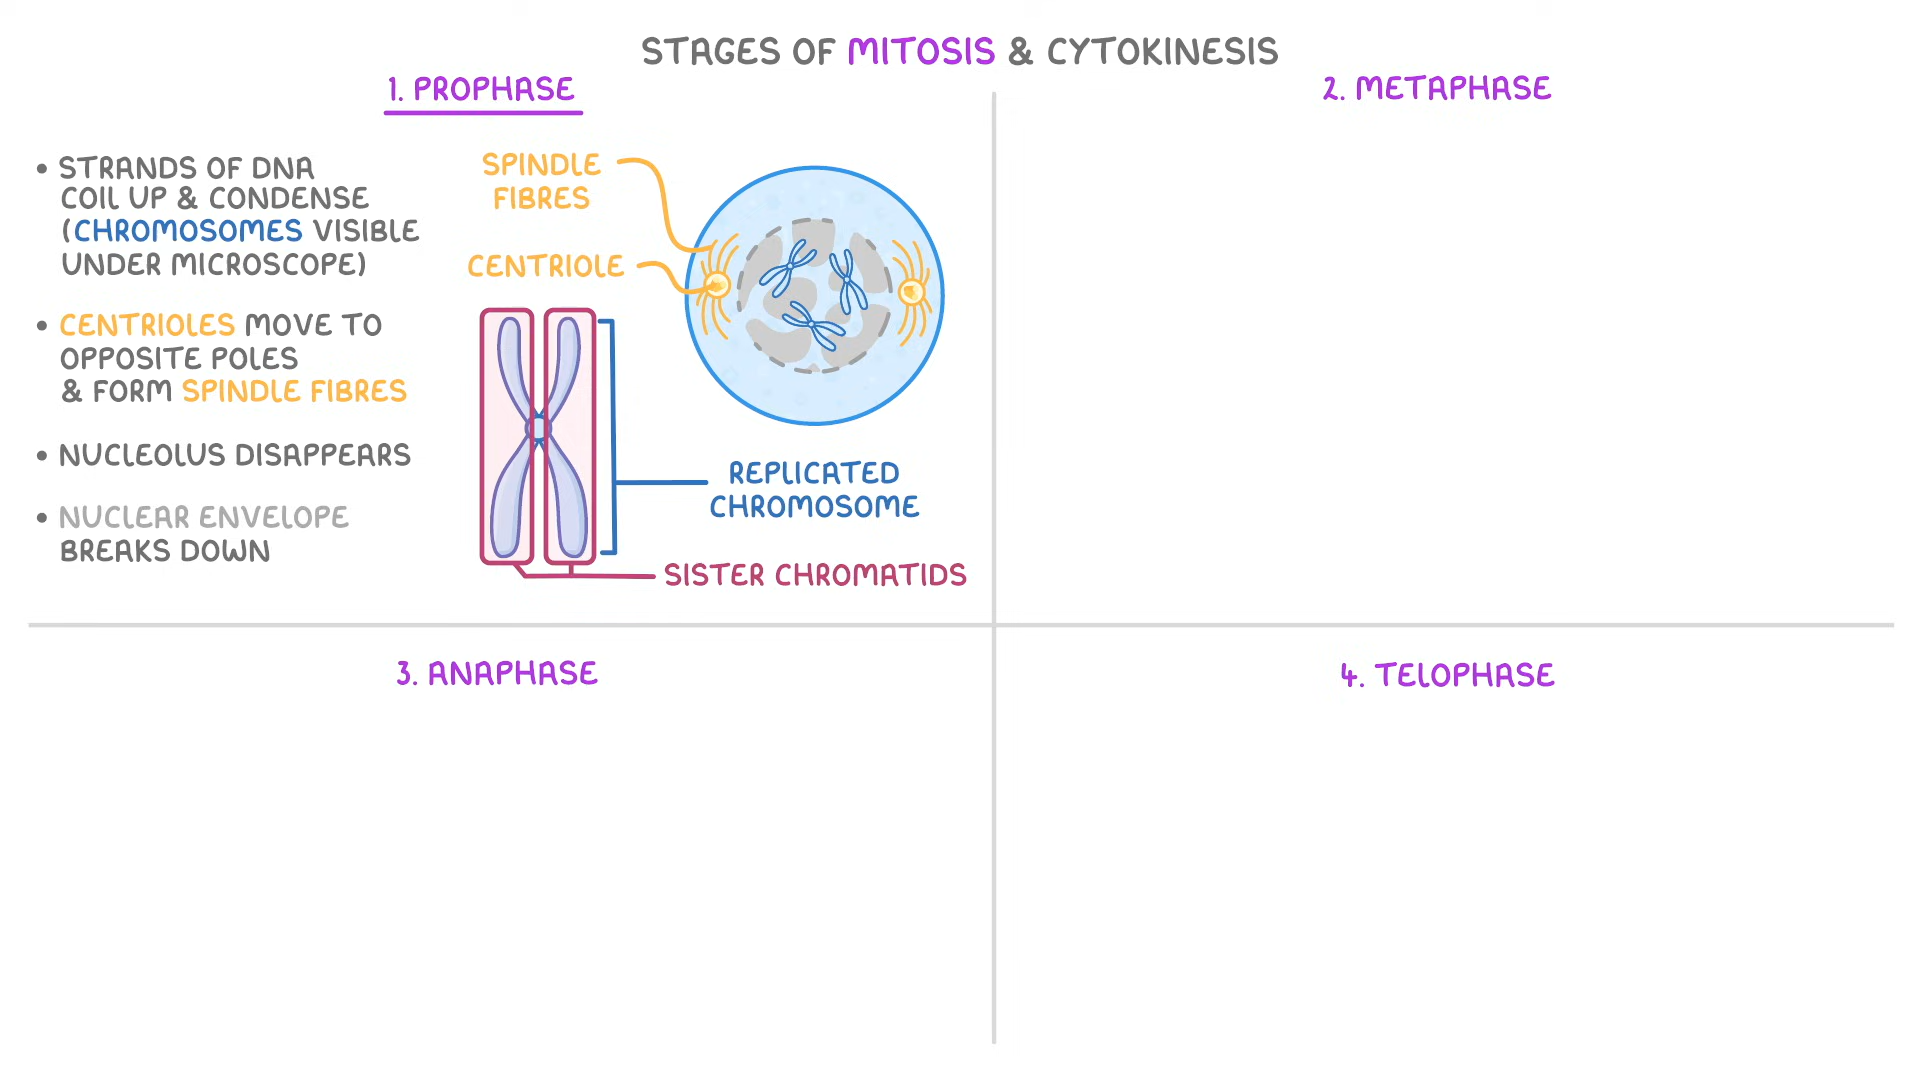 STAGES OF MITOSIS & CYTOKINESIS
1. PROPHASE
• STRANDS OF DNA
COIL UP & CONDENSE
(CHROMOSOMES VISIBLE
UNDER MICROSCOPE)
• CENTRIOLES MOVE TO
OPPOSITE POLES
& FORM SPINDLE FIBRES
• NUCLEOLUS DISAPPEARS
• NUCLEAR ENVELOPE
BREAKS DOWN
SPINDLE
FIBRES
CENTRIOLE
REPLICATED
CHROMOSOME
SISTER CHROMATIDS
2. METAPHASE
3. ANAPHASE
4. TELOPHASE